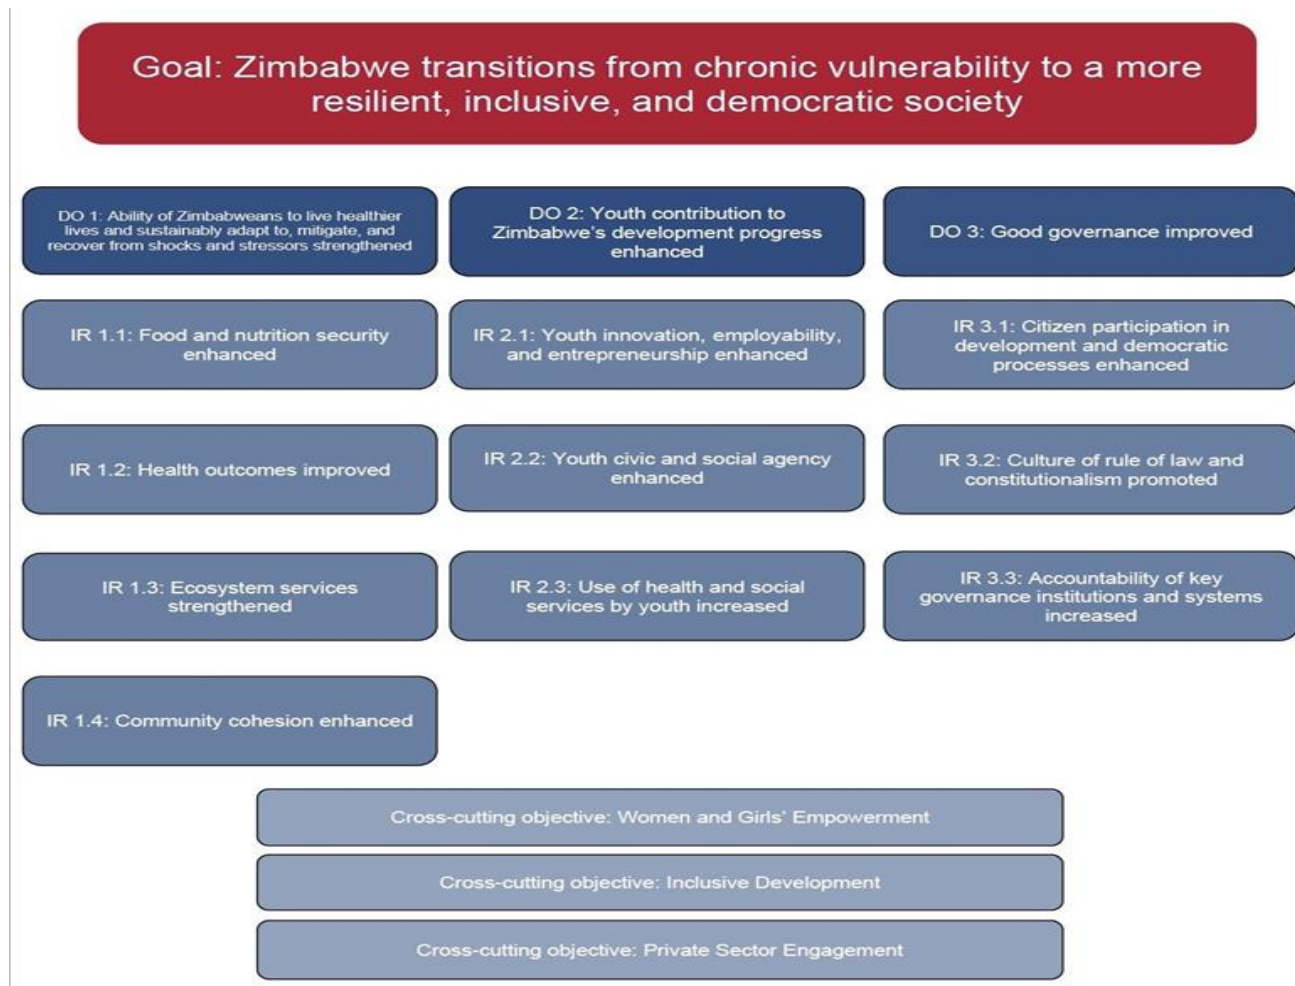 Goal: Zimbabwe transitions from chronic vulnerability to a more
resilient, inclusive, and democratic society
DO 1: Ability of Zimbabweans to live healthier
lives and sustainably adapt to, mitigate, and
recover from shocks and stressors strengthened
DO 2: Youth contribution to
Zimbabwe's development progress
enhanced
DO 3: Good governance improved
IR 1.1: Food and nutrition security
enhanced
IR 2.1: Youth innovation, employability,
and entrepreneurship enhanced
IR 3.1: Citizen participation in
development and democratic
processes enhanced
IR 1.2: Health outcomes improved
IR 2.2: Youth civic and social agency
enhanced
IR 3.2: Culture of rule of law and
constitutionalism promoted
IR 1.3: Ecosystem services
strengthened
IR 2.3: Use of health and social
services by youth increased
IR 3.3: Accountability of key
governance institutions and systems
increased
IR 1.4: Community cohesion enhanced
Cross-cutting objective: Women and Girls' Empowerment
Cross-cutting objective: Inclusive Development
Cross-cutting objective: Private Sector Engagement